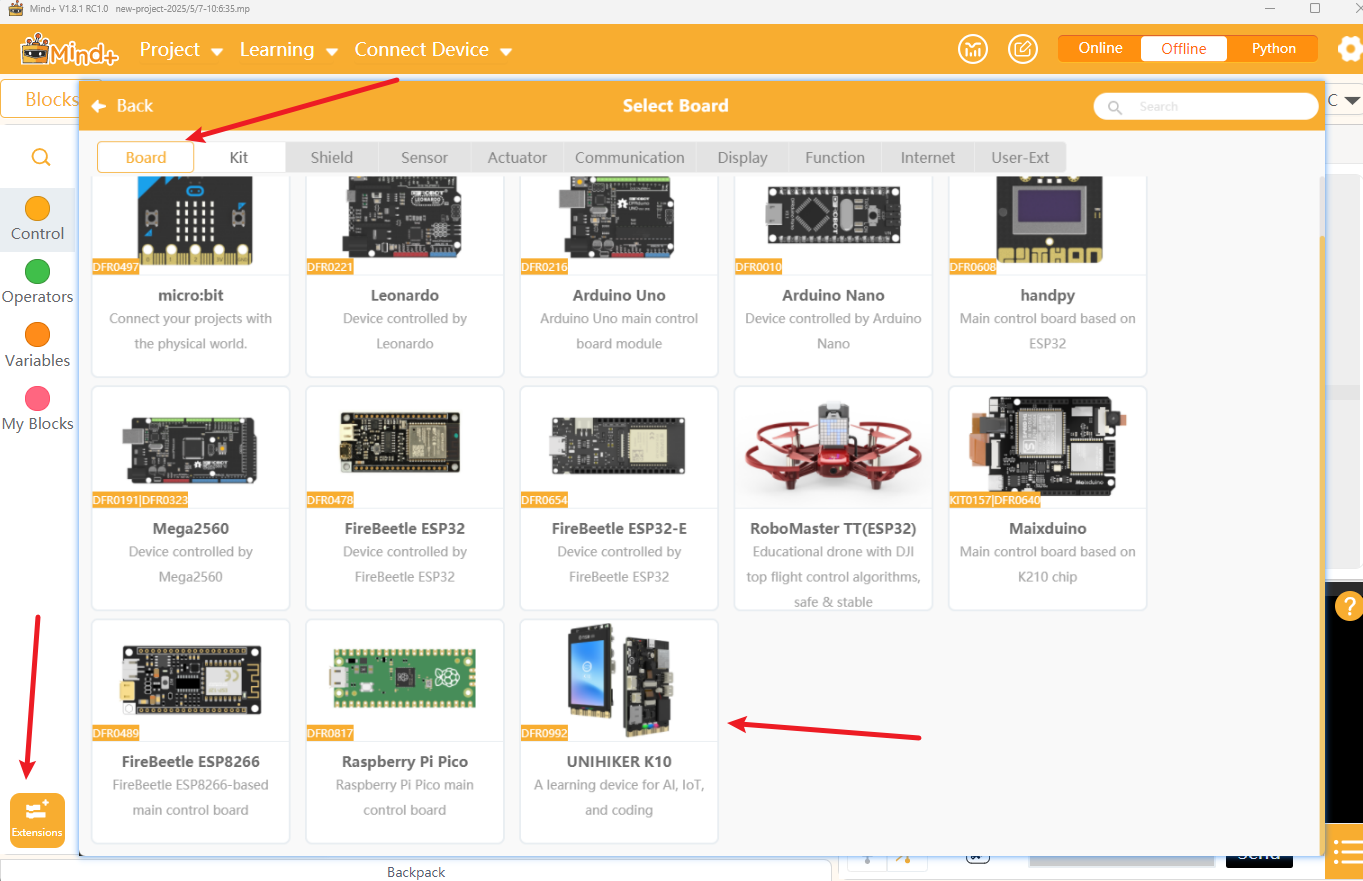 Mind+ V1.8.1 RC1.0 new-project-2025/5/7-10:6:35.mp
Mind+ Project Learning Connect Device Online Offline Python
Blocks
Back Select Board Search
C
Board Kit Shield Sensor Actuator Communication Display Function Internet User-Ext
Control
Operators
Variables
My Blocks
Extensions
DFR0497
micro:bit
Connect your projects with
the physical world.
DFR0221
Leonardo
Device controlled by
Leonardo
DFR0216
Arduino Uno
Arduino Uno main control
board module
DFR0010
Arduino Nano
Device controlled by Arduino
Nano
DFR0608
handpy
Main control board based on
ESP32
DFR0191|DFR0323
Mega2560
Device controlled by
Mega2560
DFR0478
FireBeetle ESP32
Device controlled by
FireBeetle ESP32
DFR0654
FireBeetle ESP32-E
Device controlled by
FireBeetle ESP32
RoboMaster TT(ESP32)
Educational drone with DJI
top flight control algorithms,
safe & stable
Maixduino
KIT0157|DFR0640
Maixduino
Main control board based on
K210 chip
DFR0489
FireBeetle ESP8266
FireBeetle ESP8266-based
main control board
DFR0817
Raspberry Pi Pico
Raspberry Pi Pico main
control board
DFR0992
UNIHIKER K10
A learning device for AI, IoT,
and coding
?
Send
Backpack